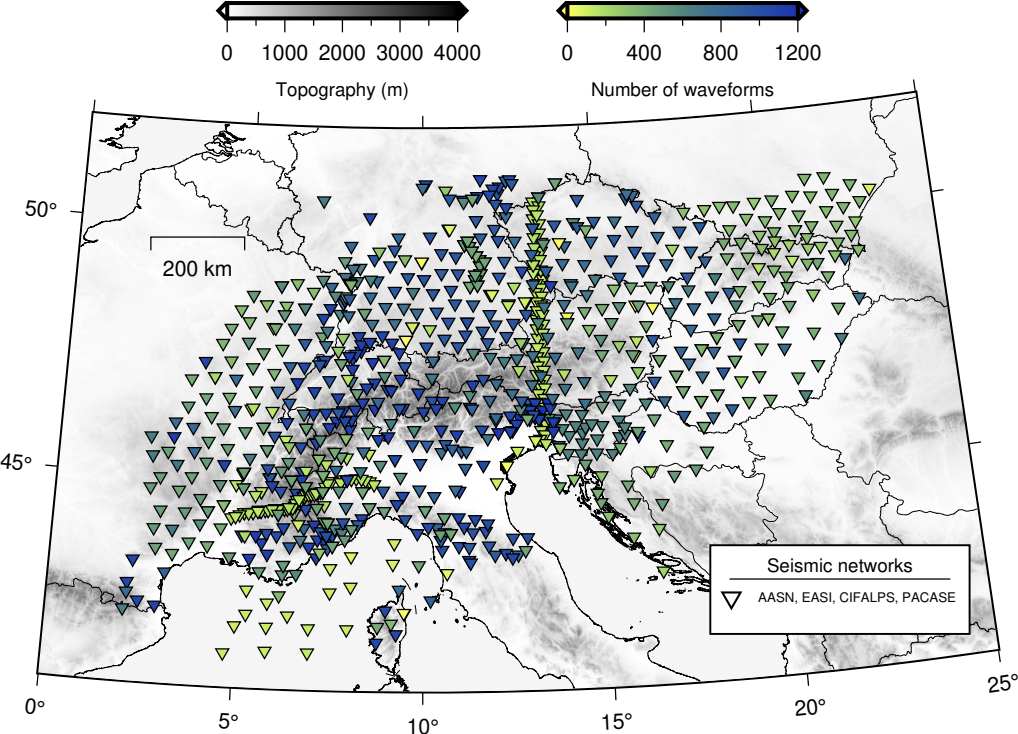 0 1000 2000 3000 4000
0 400 800 1200
Topography (m)
Number of waveforms
50°
200 km
45°
Seismic networks
AASN, EASI, CIFALPS, PACASE
0°
5°
10°
15°
20°
25°